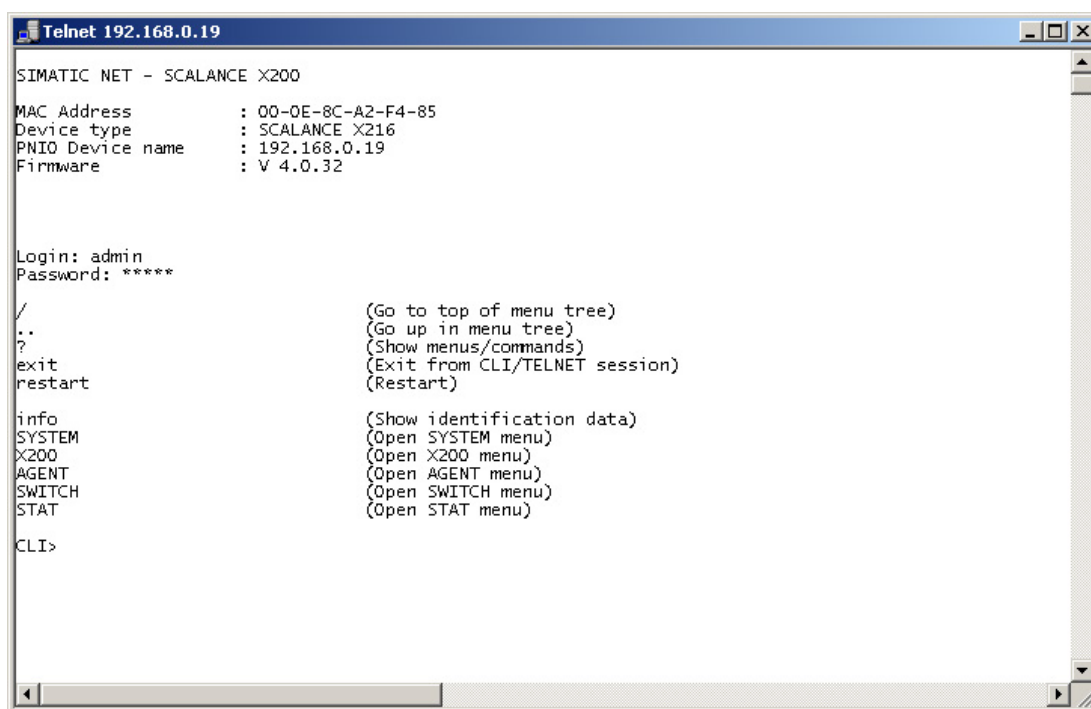 Telnet 192.168.0.19
SIMATIC NET - SCALANCE X200
MAC Address : 00-0E-8C-A2-F4-85
Device type : SCALANCE X216
PNIO Device name : 192.168.0.19
Firmware : V 4.0.32
Login: admin
Password: *****
/ (Go to top of menu tree)
.. (Go up in menu tree)
? (Show menus/commands)
exit (Exit from CLI/TELNET session)
restart (Restart)
info (Show identification data)
SYSTEM (Open SYSTEM menu)
X200 (Open X200 menu)
AGENT (Open AGENT menu)
SWITCH (Open SWITCH menu)
STAT (Open STAT menu)
CLI>